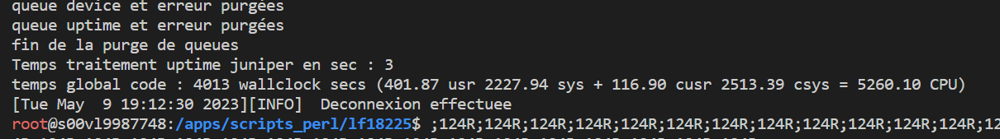 queue device et erreur purgées
queue uptime et erreur purgées
fin de la purge de queues
Temps traitement uptime juniper en sec : 3
temps global code : 4013 wallclock secs (401.87 usr 2227.94 sys + 116.90 cusr 2513.39 csys = 5260.10 CPU)
[Tue May  9 19:12:30 2023][INFO]  Deconnexion effectuee
root@s00vl9987748:/apps/scripts_perl/lf18225$ ;124R;124R;124R;124R;124R;124R;124R;124R;124R;124R;124R;124R;12